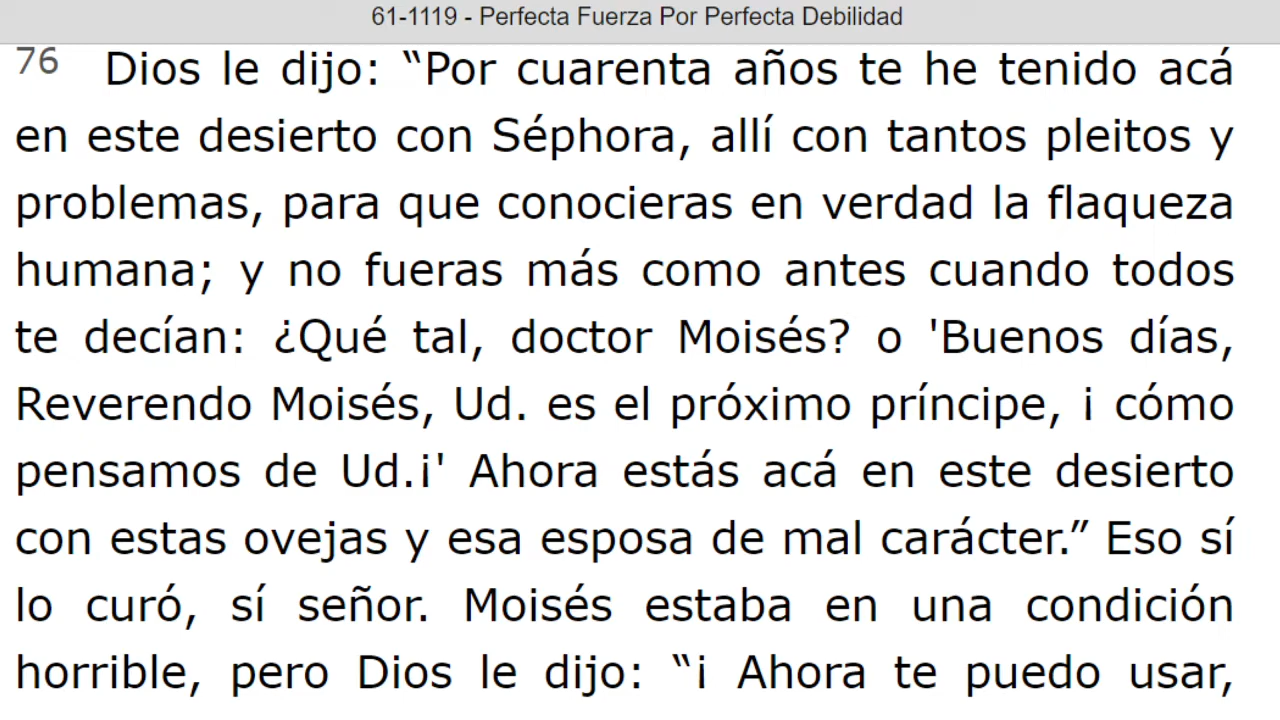 61-1119 - Perfecta Fuerza Por Perfecta Debilidad
76 Dios le dijo: “Por cuarenta años te he tenido acá
en este desierto con Séphora, allí con tantos pleitos y
problemas, para que conocieras en verdad la flaqueza
humana; y no fueras más como antes cuando todos
te decían: ¿Qué tal, doctor Moisés? o 'Buenos días,
Reverendo Moisés, Ud. es el próximo príncipe, ¡ cómo
pensamos de Ud.¡' Ahora estás acá en este desierto
con estas ovejas y esa esposa de mal carácter.” Eso sí
lo curó, sí señor. Moisés estaba en una condición
horrible, pero Dios le dijo: “¡ Ahora te puedo usar,